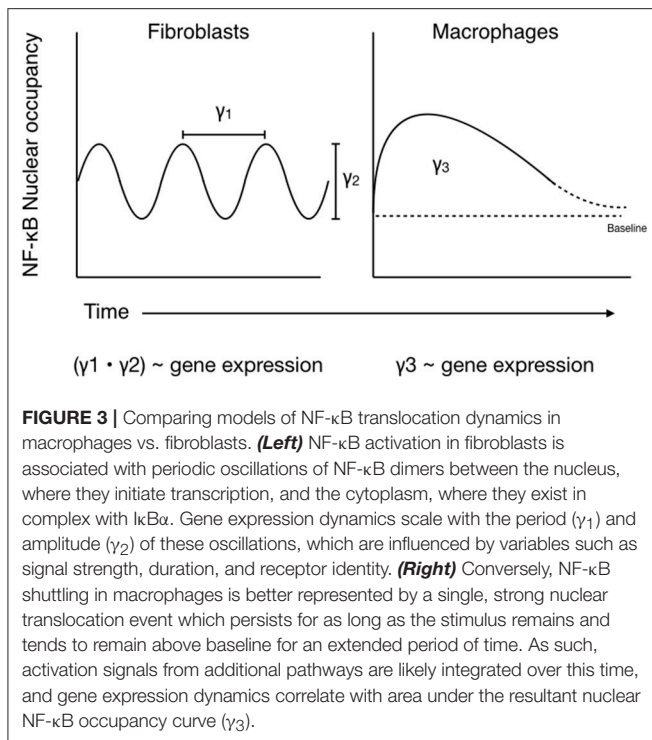 Fibroblasts
Macrophages
NF-κB Nuclear occupancy
γ1
γ2
γ3
Baseline
Time
(γ1 • γ2) ~ gene expression
γ3 ~ gene expression
FIGURE 3 | Comparing models of NF-κB translocation dynamics in
macrophages vs. fibroblasts. (Left) NF-κB activation in fibroblasts is
associated with periodic oscillations of NF-κB dimers between the nucleus,
where they initiate transcription, and the cytoplasm, where they exist in
complex with IκBα. Gene expression dynamics scale with the period (γ1) and
amplitude (γ2) of these oscillations, which are influenced by variables such as
signal strength, duration, and receptor identity. (Right) Conversely, NF-κB
shuttling in macrophages is better represented by a single, strong nuclear
translocation event which persists for as long as the stimulus remains and
tends to remain above baseline for an extended period of time. As such,
activation signals from additional pathways are likely integrated over this time,
and gene expression dynamics correlate with area under the resultant nuclear
NF-κB occupancy curve (γ3).